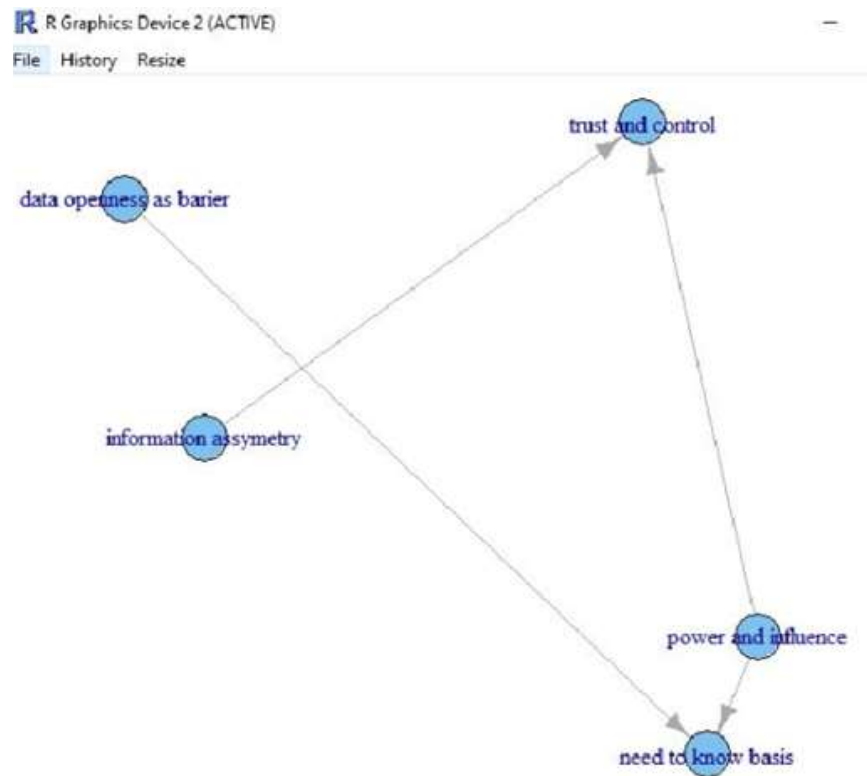 R Graphics: Device 2 (ACTIVE)
File History Resize
trust and control
data openness as barier
information assymetry
power and influence
need to know basis